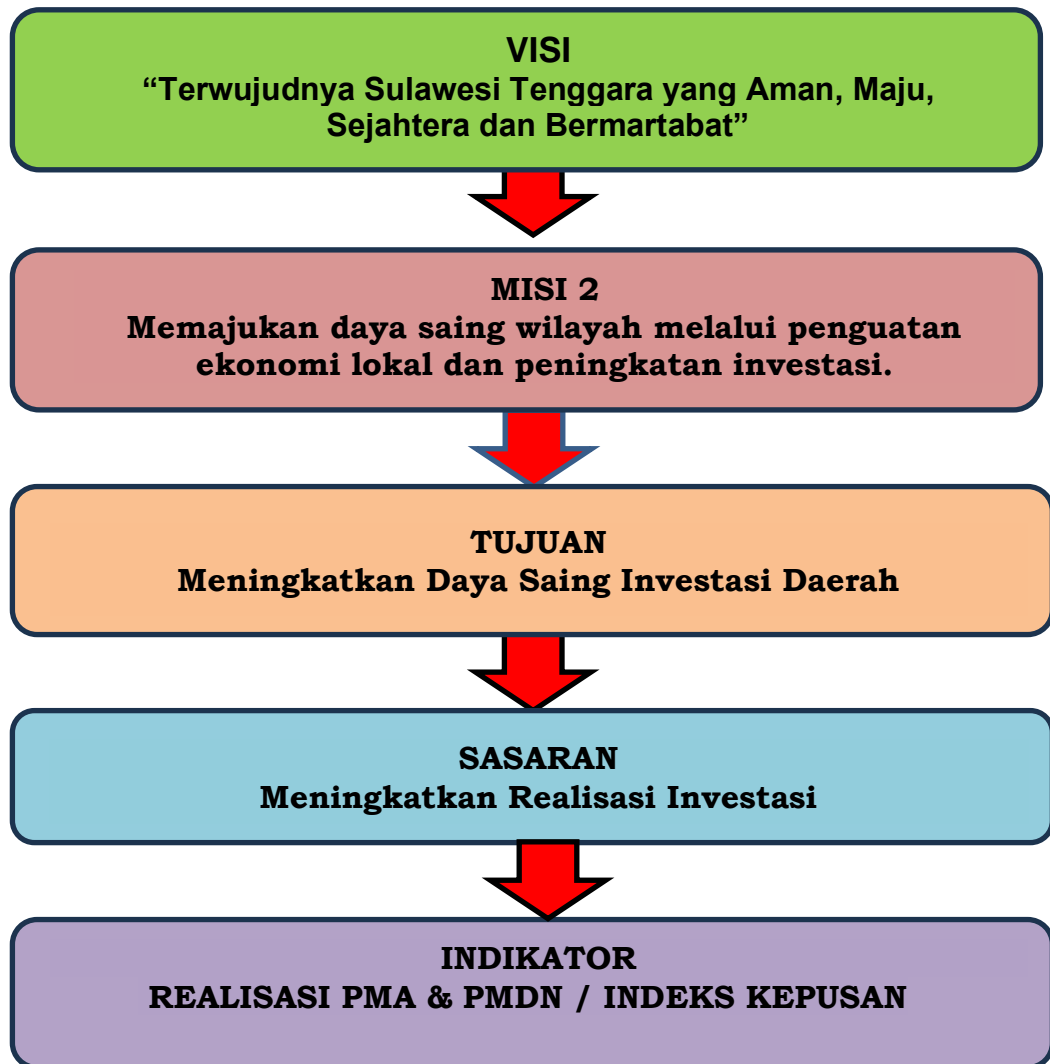 VISI
“Terwujudnya Sulawesi Tenggara yang Aman, Maju,
Sejahtera dan Bermartabat”
MISI 2
Memajukan daya saing wilayah melalui penguatan
ekonomi lokal dan peningkatan investasi.
TUJUAN
Meningkatkan Daya Saing Investasi Daerah
SASARAN
Meningkatkan Realisasi Investasi
INDIKATOR
REALISASI PMA & PMDN / INDEKS KEPUSAN